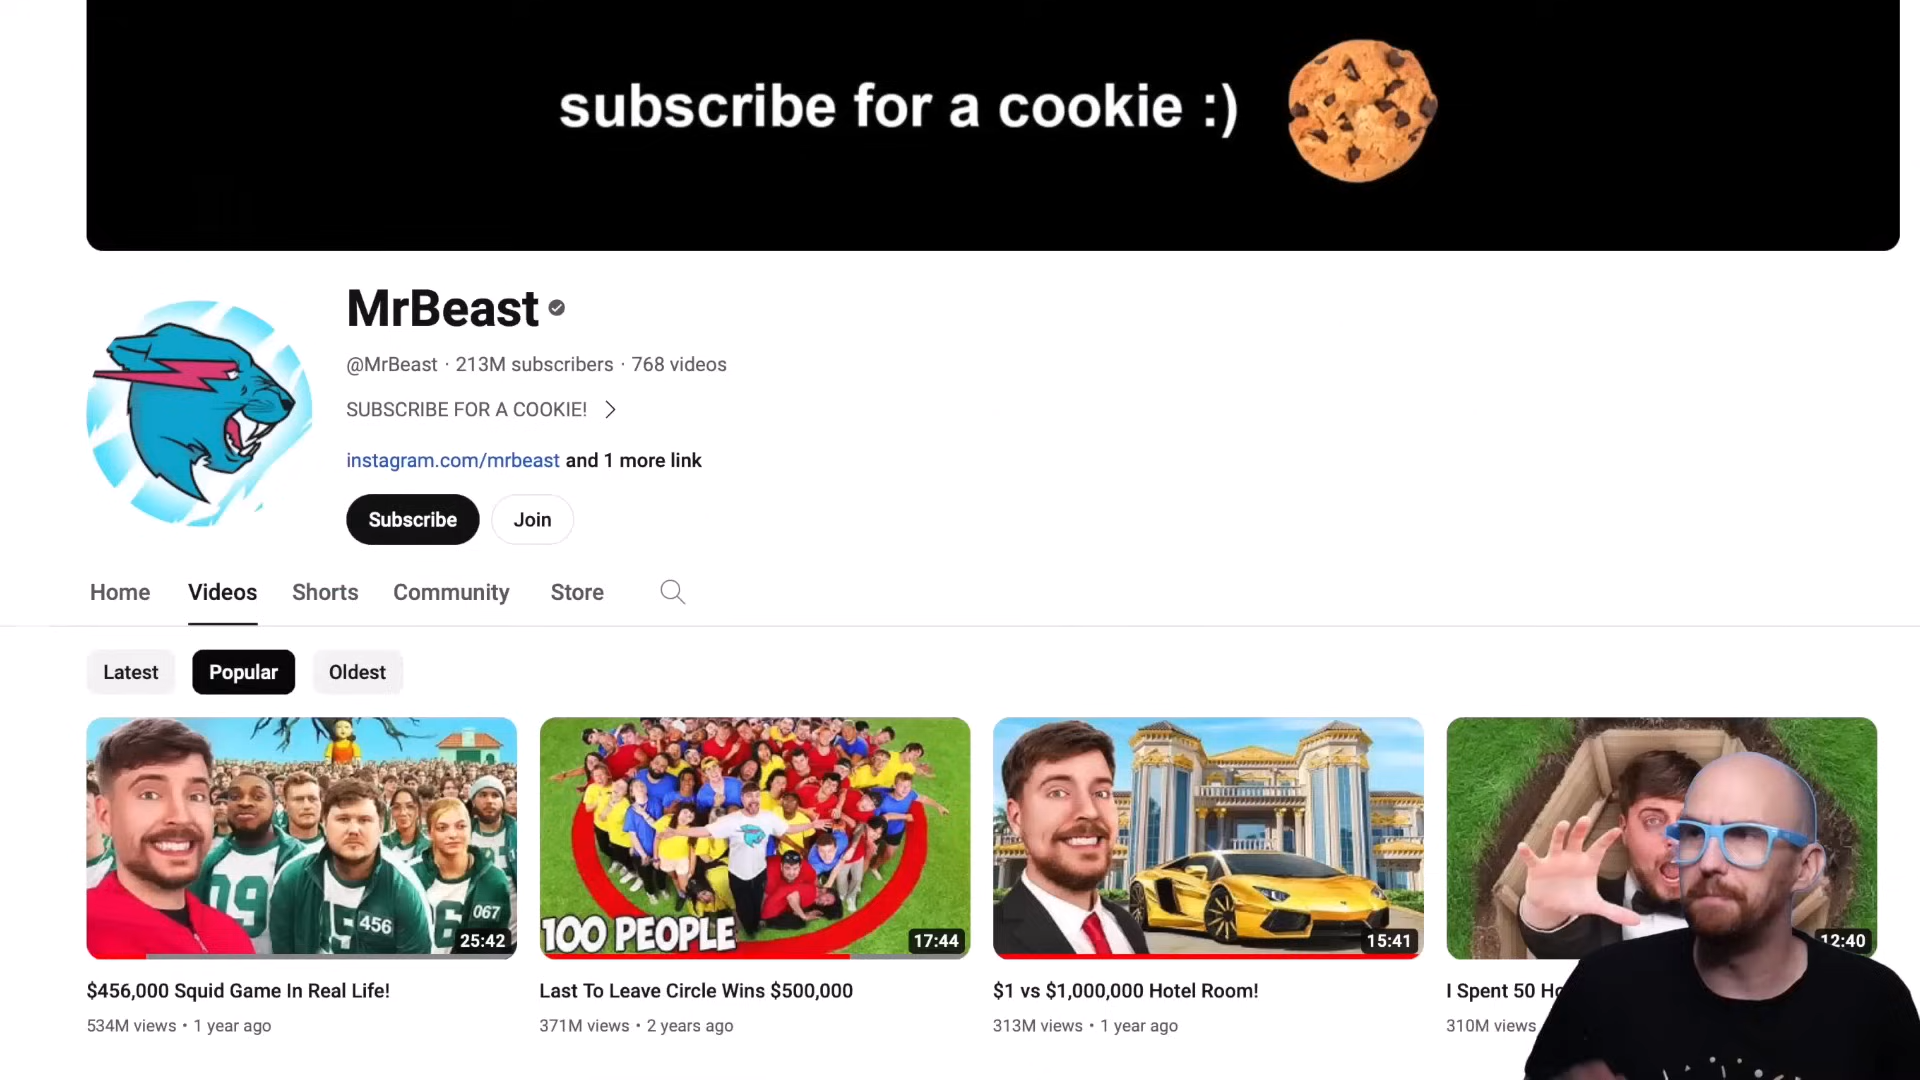 subscribe for a cookie :)
MrBeast
@MrBeast · 213M subscribers · 768 videos
SUBSCRIBE FOR A COOKIE!
instagram.com/mrbeast and 1 more link
Subscribe Join
Home Videos Shorts Community Store
Latest Popular Oldest
09 456 067
100 PEOPLE
25:42 17:44 15:41 12:40
$456,000 Squid Game In Real Life! Last To Leave Circle Wins $500,000 $1 vs $1,000,000 Hotel Room! I Spent 50
534M views • 1 year ago 371M views • 2 years ago 313M views • 1 year ago 310M views